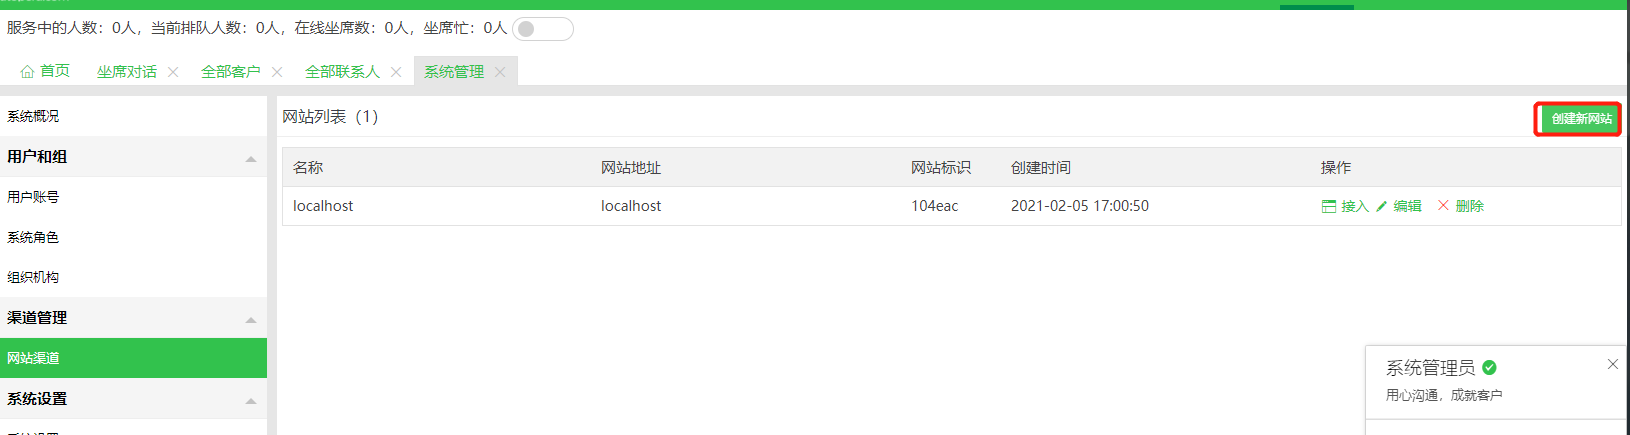 服务中的人数：0人，当前排队人数：0人，在线坐席数：0人，坐席忙：0人
首页 坐席对话 全部客户 全部联系人 系统管理
系统概况
用户和组
用户账号
系统角色
组织机构
渠道管理
网站渠道
系统设置
网站列表（1） 创建新网站
名称 网站地址 网站标识 创建时间 操作
localhost localhost 104eac 2021-02-05 17:00:50 接入 编辑 删除
系统管理员
用心沟通，成就客户